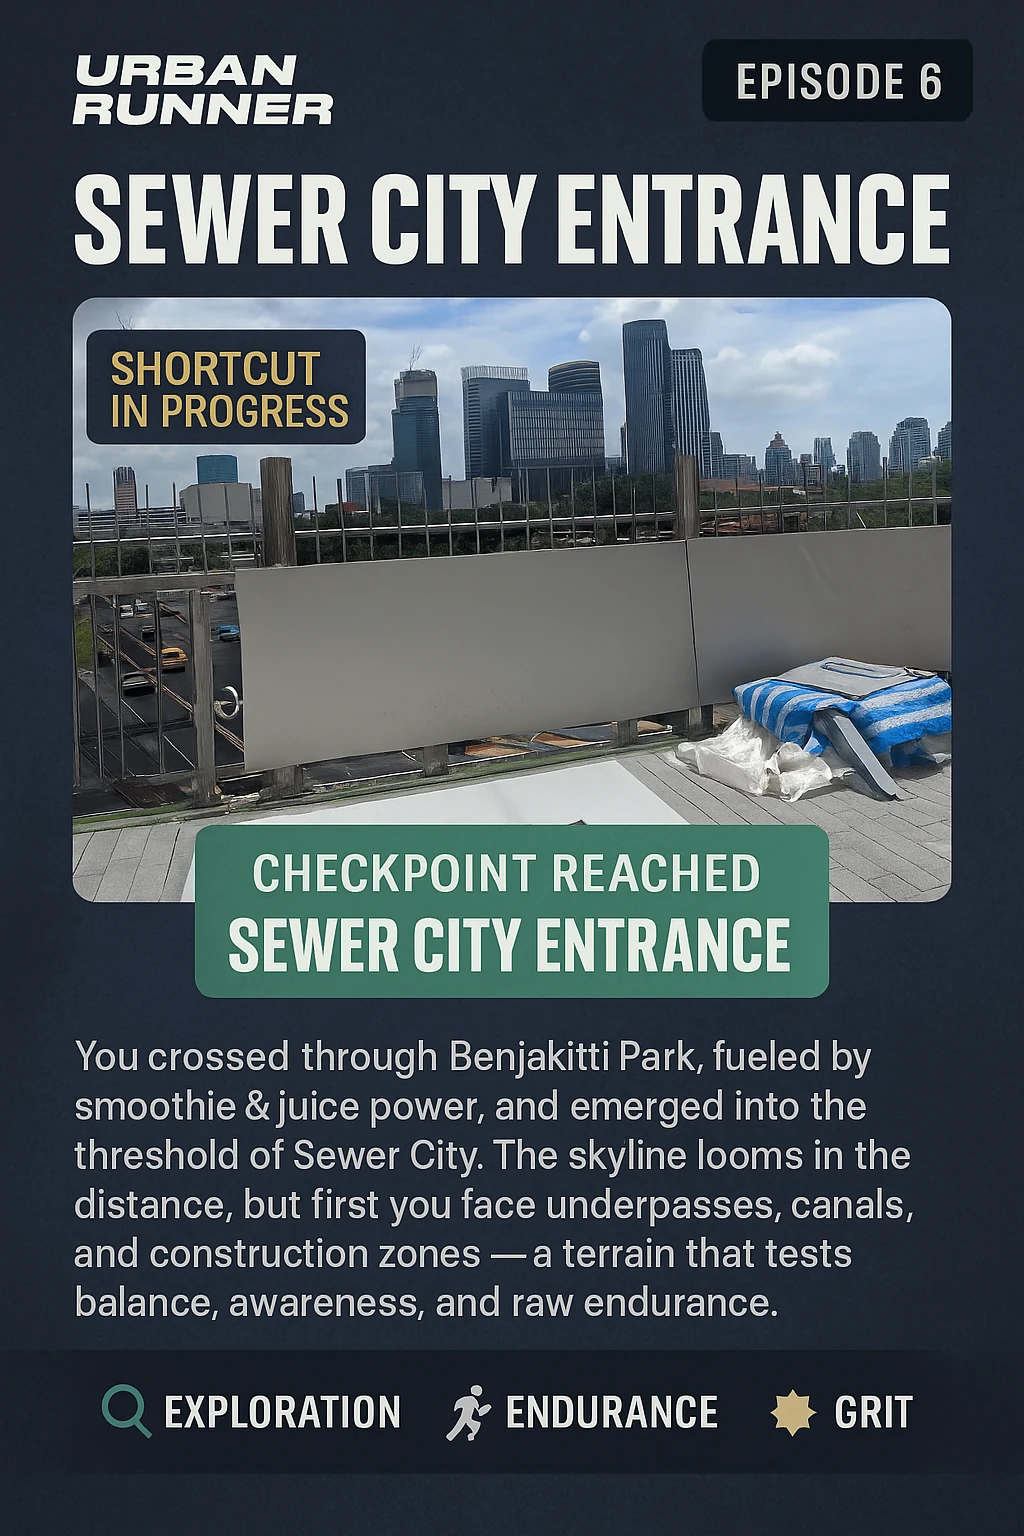 URBAN
RUNNER
EPISODE 6
SEWER CITY ENTRANCE
SHORTCUT
IN PROGRESS
CHECKPOINT REACHED
SEWER CITY ENTRANCE
You crossed through Benjakitti Park, fueled by
smoothie & juice power, and emerged into the
threshold of Sewer City. The skyline looms in the
distance, but first you face underpasses, canals,
and construction zones — a terrain that tests
balance, awareness, and raw endurance.
EXPLORATION
ENDURANCE
GRIT